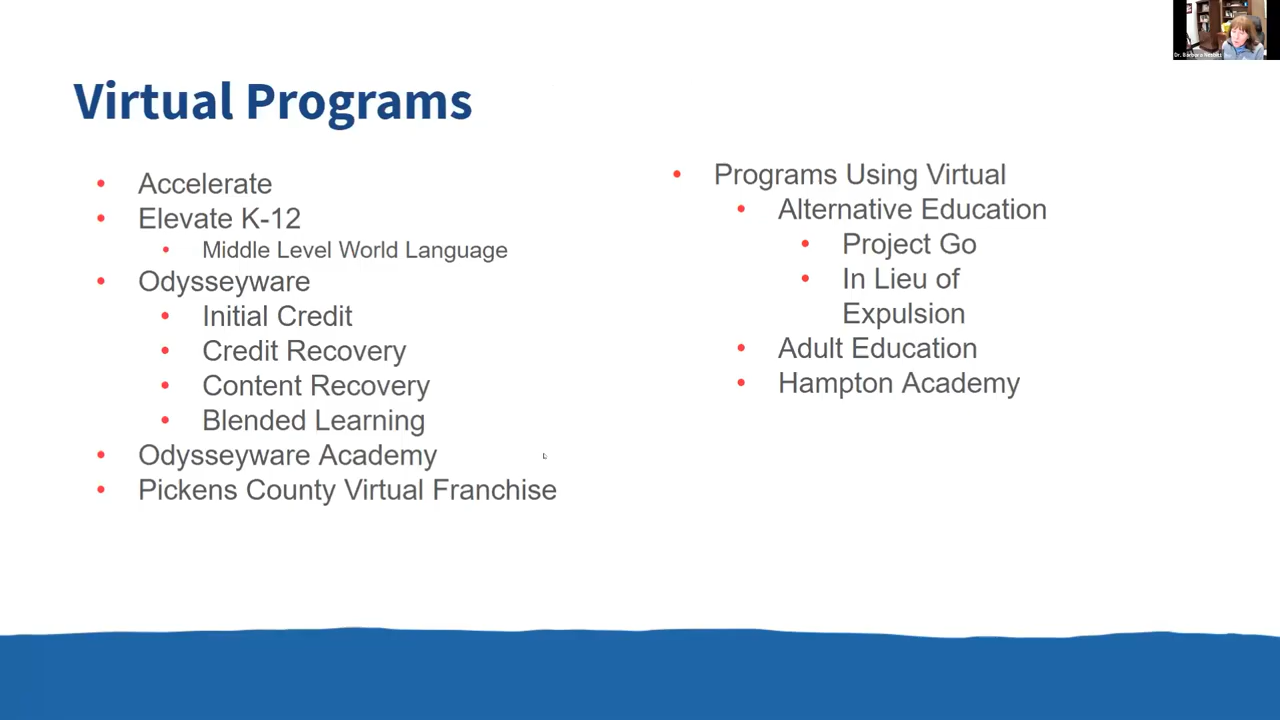 Virtual Programs
Accelerate
Elevate K-12
Middle Level World Language
Odysseyware
Initial Credit
Credit Recovery
Content Recovery
Blended Learning
Odysseyware Academy
Pickens County Virtual Franchise
Programs Using Virtual
Alternative Education
Project Go
In Lieu of
Expulsion
Adult Education
Hampton Academy
Dr. Barbara